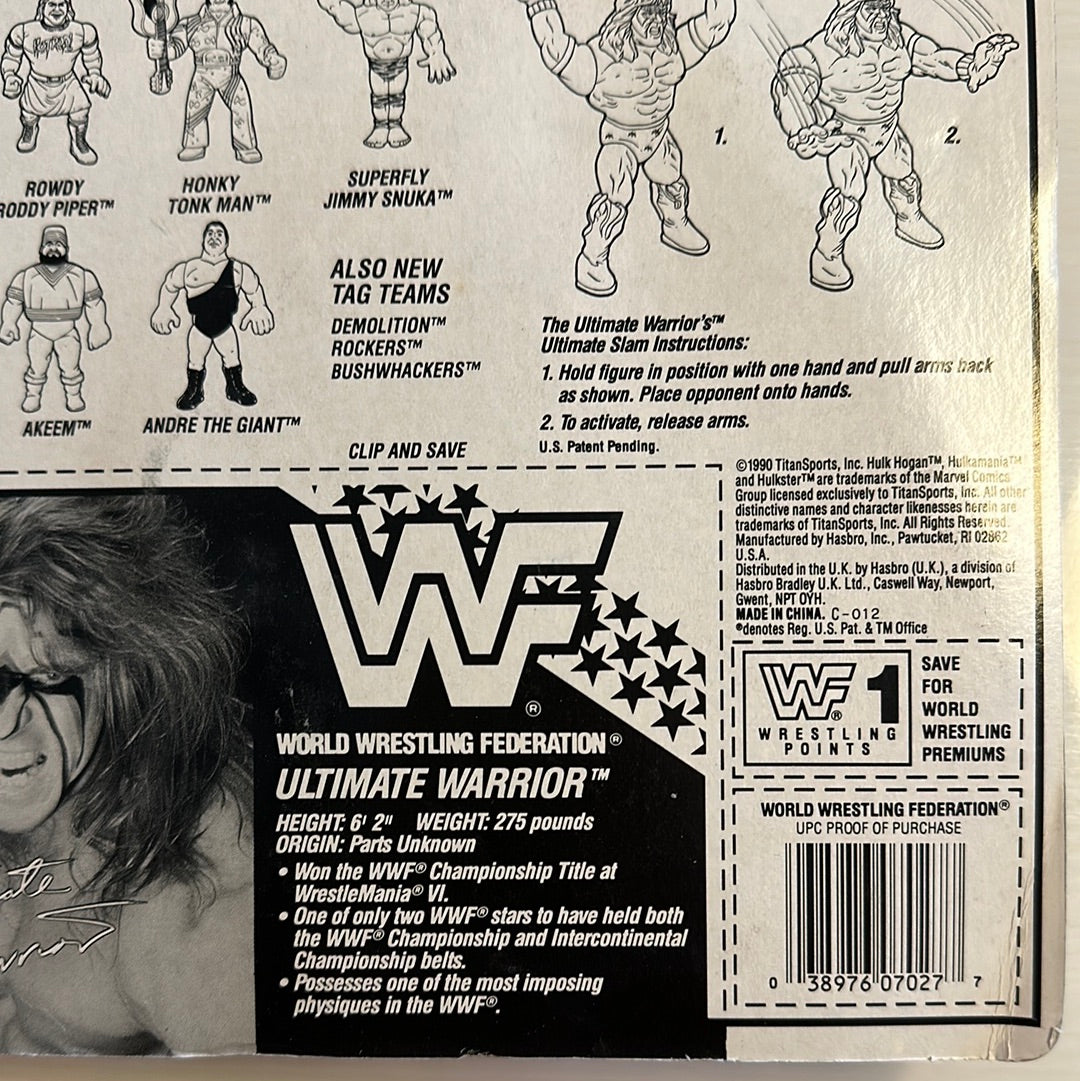 ROWDY
RODDY PIPER™
HONKY
TONK MAN™
SUPERFLY
JIMMY SNUKA™
1.
2.
AKEEM™
ANDRE THE GIANT™
ALSO NEW
TAG TEAMS
DEMOLITION™
ROCKERS™
BUSHWHACKERS™
The Ultimate Warrior's™
Ultimate Slam Instructions:
1. Hold figure in position with one hand and pull arms back
as shown. Place opponent onto hands.
2. To activate, release arms.
U.S. Patent Pending.
CLIP AND SAVE
©1990 TitanSports, Inc. Hulk Hogan™, Hulkamania™
and Hulkster™ are trademarks of the Marvel Comics
Group licensed exclusively to TitanSports, Inc. All other
distinctive names and character likenesses herein are
trademarks of TitanSports, Inc. All Rights Reserved.
Manufactured by Hasbro, Inc., Pawtucket, RI 02862
U.S.A.
Distributed in the U.K. by Hasbro (U.K.), a division of
Hasbro Bradley U.K. Ltd., Caswell Way, Newport,
Gwent, NPT OYH.
MADE IN CHINA. C-012
®denotes Reg. U.S. Pat. & TM Office
WF®
WORLD WRESTLING FEDERATION®
ULTIMATE WARRIOR™
HEIGHT: 6' 2" WEIGHT: 275 pounds
ORIGIN: Parts Unknown
• Won the WWF® Championship Title at
WrestleMania® VI.
• One of only two WWF® stars to have held both
the WWF® Championship and Intercontinental
Championship belts.
• Possesses one of the most imposing
physiques in the WWF®.
WF® 1
WRESTLING
POINTS
SAVE
FOR
WORLD
WRESTLING
PREMIUMS
WORLD WRESTLING FEDERATION®
UPC PROOF OF PURCHASE
0 38976 07027 7